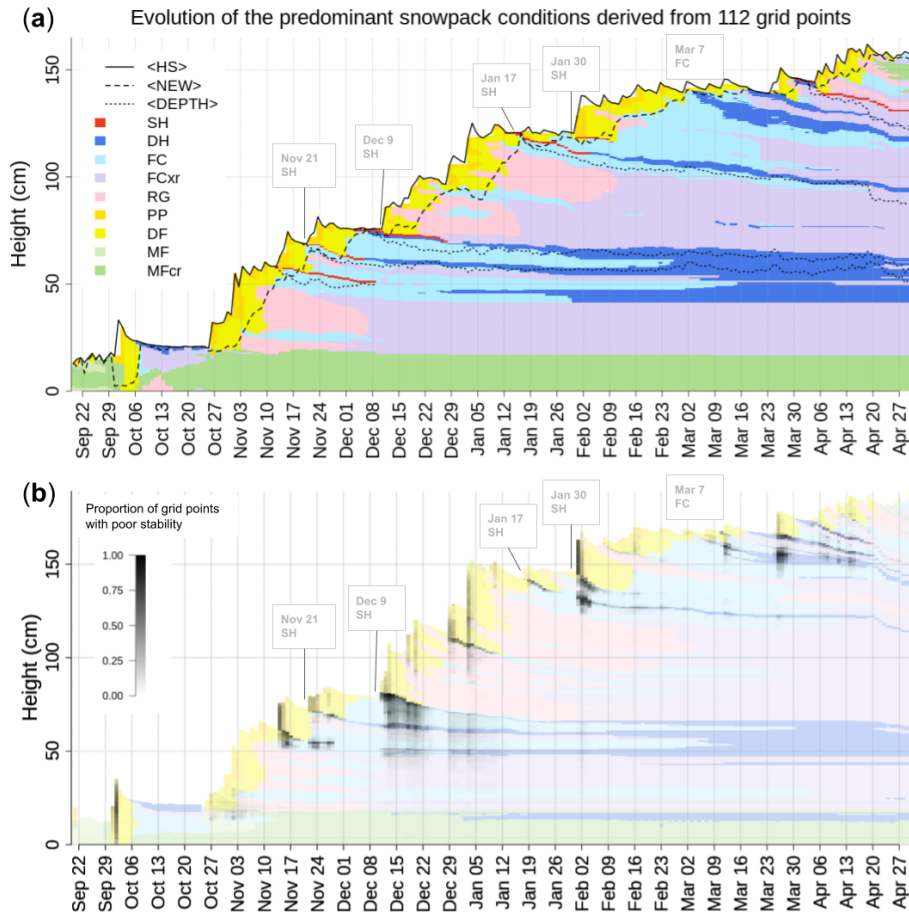 (a)
Evolution of the predominant snowpack conditions derived from 112 grid points
<HS>
<NEW>
<DEPTH>
SH
DH
FC
FCxr
RG
PP
DF
MF
MFcr
Nov 21
SH
Dec 9
SH
Jan 17
SH
Jan 30
SH
Mar 7
FC
Height (cm)
150
100
50
0
Sep 22
Sep 29
Oct 06
Oct 13
Oct 20
Oct 27
Nov 03
Nov 10
Nov 17
Nov 24
Dec 01
Dec 08
Dec 15
Dec 22
Dec 29
Jan 05
Jan 12
Jan 19
Jan 26
Feb 02
Feb 09
Feb 16
Feb 23
Mar 02
Mar 09
Mar 16
Mar 23
Mar 30
Apr 06
Apr 13
Apr 20
Apr 27
(b)
Proportion of grid points
with poor stability
1.00
0.75
0.50
0.25
0.00
Nov 21
SH
Dec 9
SH
Jan 17
SH
Jan 30
SH
Mar 7
FC
Height (cm)
150
100
50
0
Sep 22
Sep 29
Oct 06
Oct 13
Oct 20
Oct 27
Nov 03
Nov 10
Nov 17
Nov 24
Dec 01
Dec 08
Dec 15
Dec 22
Dec 29
Jan 05
Jan 12
Jan 19
Jan 26
Feb 02
Feb 09
Feb 16
Feb 23
Mar 02
Mar 09
Mar 16
Mar 23
Mar 30
Apr 06
Apr 13
Apr 20
Apr 27